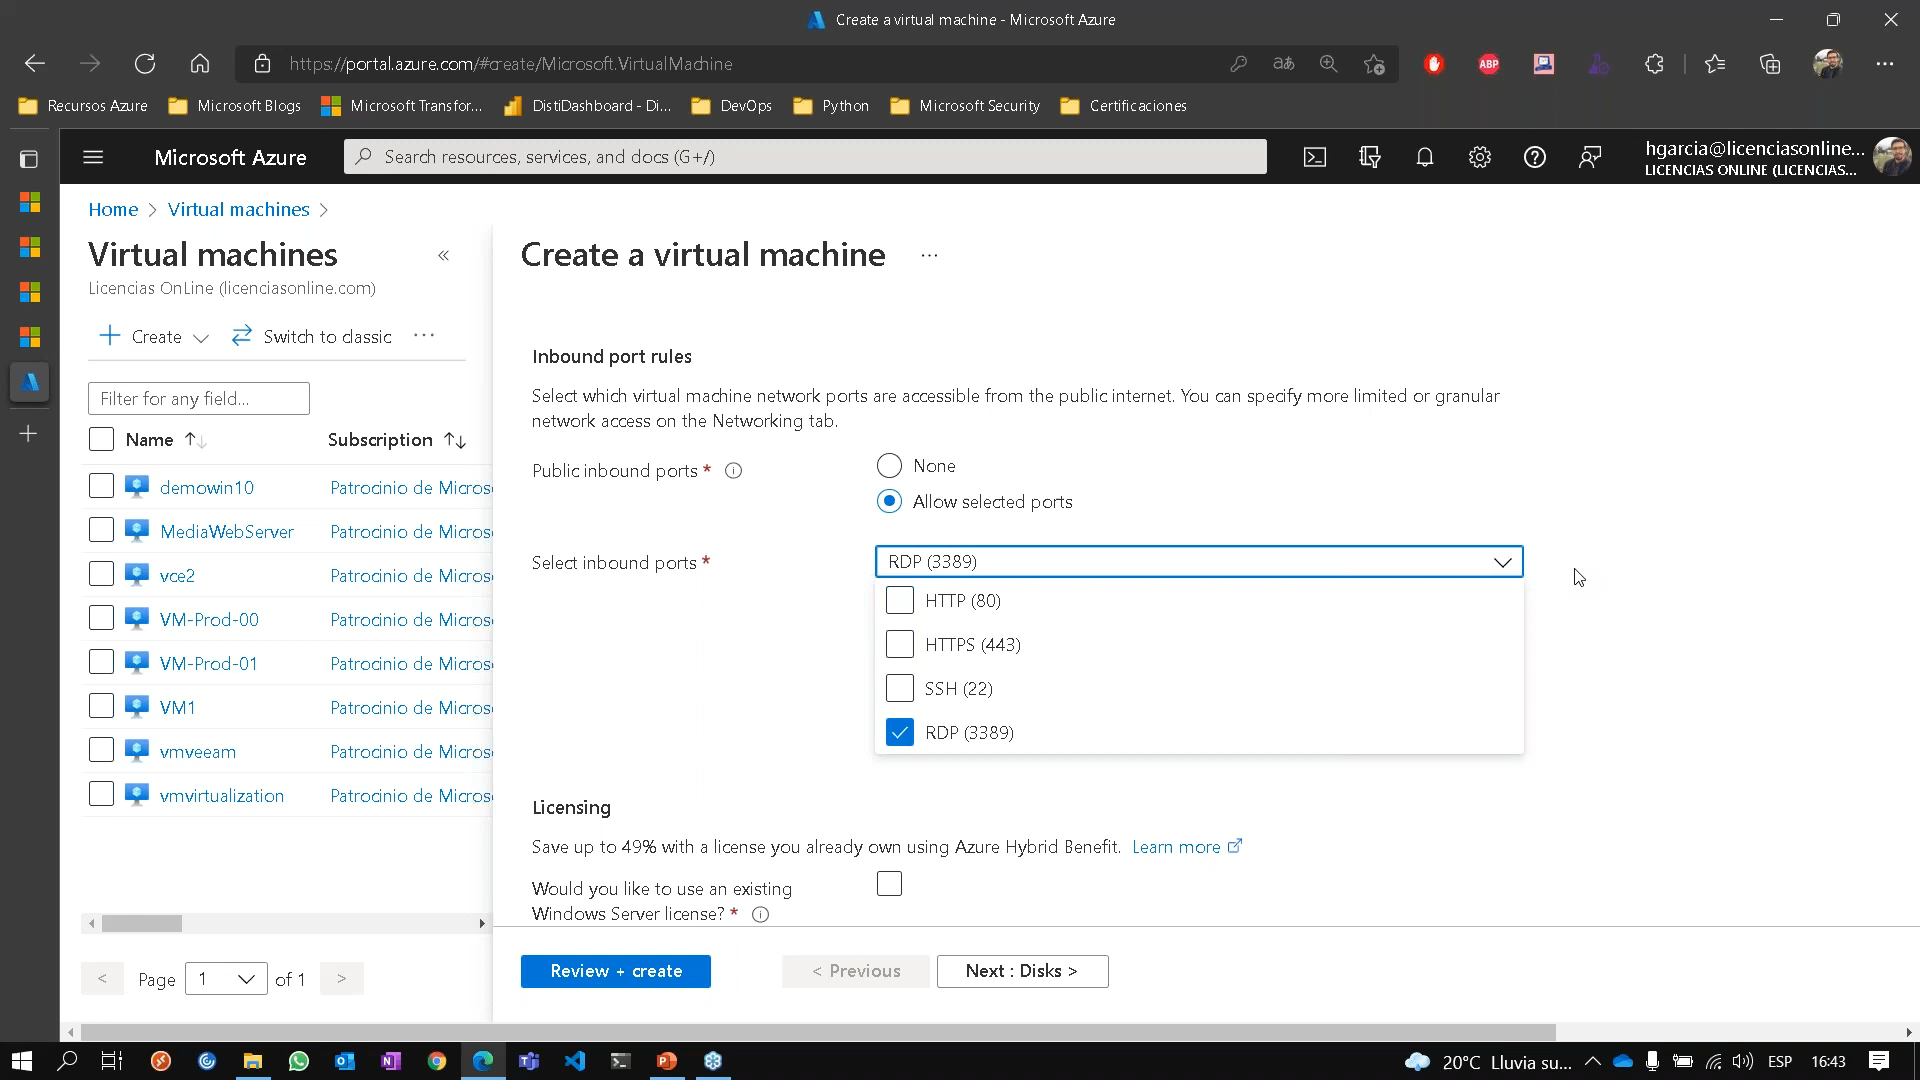 Create a virtual machine - Microsoft Azure
https://portal.azure.com/#create/Microsoft.VirtualMachine
aあ
ABP
Recursos Azure
Microsoft Blogs
Microsoft Transfor...
DistiDashboard - Di...
DevOps
Python
Microsoft Security
Certificaciones
Microsoft Azure
Search resources, services, and docs (G+/)
hgarcia@licenciasonline...
LICENCIAS ONLINE (LICENCIAS...
Home
Virtual machines
Virtual machines
Licencias OnLine (licenciasonline.com)
Create
Switch to classic
Filter for any field...
Name
Subscription
demowin10
Patrocinio de Micros
MediaWebServer
Patrocinio de Micros
vce2
Patrocinio de Micros
VM-Prod-00
Patrocinio de Micros
VM-Prod-01
Patrocinio de Micros
VM1
Patrocinio de Micros
vmveeam
Patrocinio de Micros
vmvirtualization
Patrocinio de Micros
< Page 1 of 1 >
Create a virtual machine
...
Inbound port rules
Select which virtual machine network ports are accessible from the public internet. You can specify more limited or granular
network access on the Networking tab.
Public inbound ports *
None
Allow selected ports
Select inbound ports *
RDP (3389)
HTTP (80)
HTTPS (443)
SSH (22)
RDP (3389)
Licensing
Save up to 49% with a license you already own using Azure Hybrid Benefit. Learn more
Would you like to use an existing
Windows Server license? *
Review + create
< Previous
Next : Disks >
20°C Lluvia su...
ESP
16:43